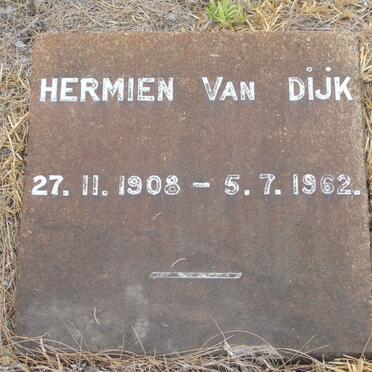 HERMIEN VAN DIJK
27. 11. 1908 – 5. 7. 1962.